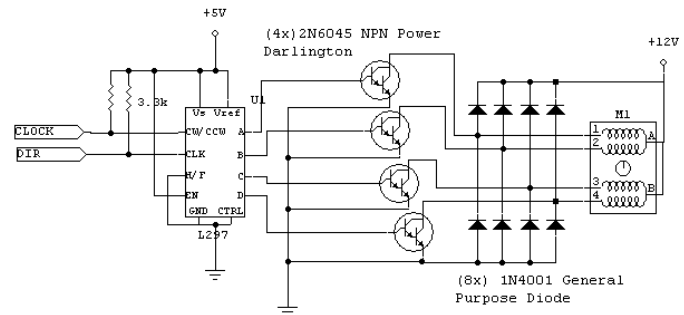 +5V
(4x)2N6045 NPN Power
Darlington
+12V
U1
3.3k
Vs Vref
M1
CLOCK
CW/CCW A
1
A
2
DIR
CLK B
H/F C
3
B
EN D
4
GND CTRL
L297
(8x) 1N4001 General
Purpose Diode